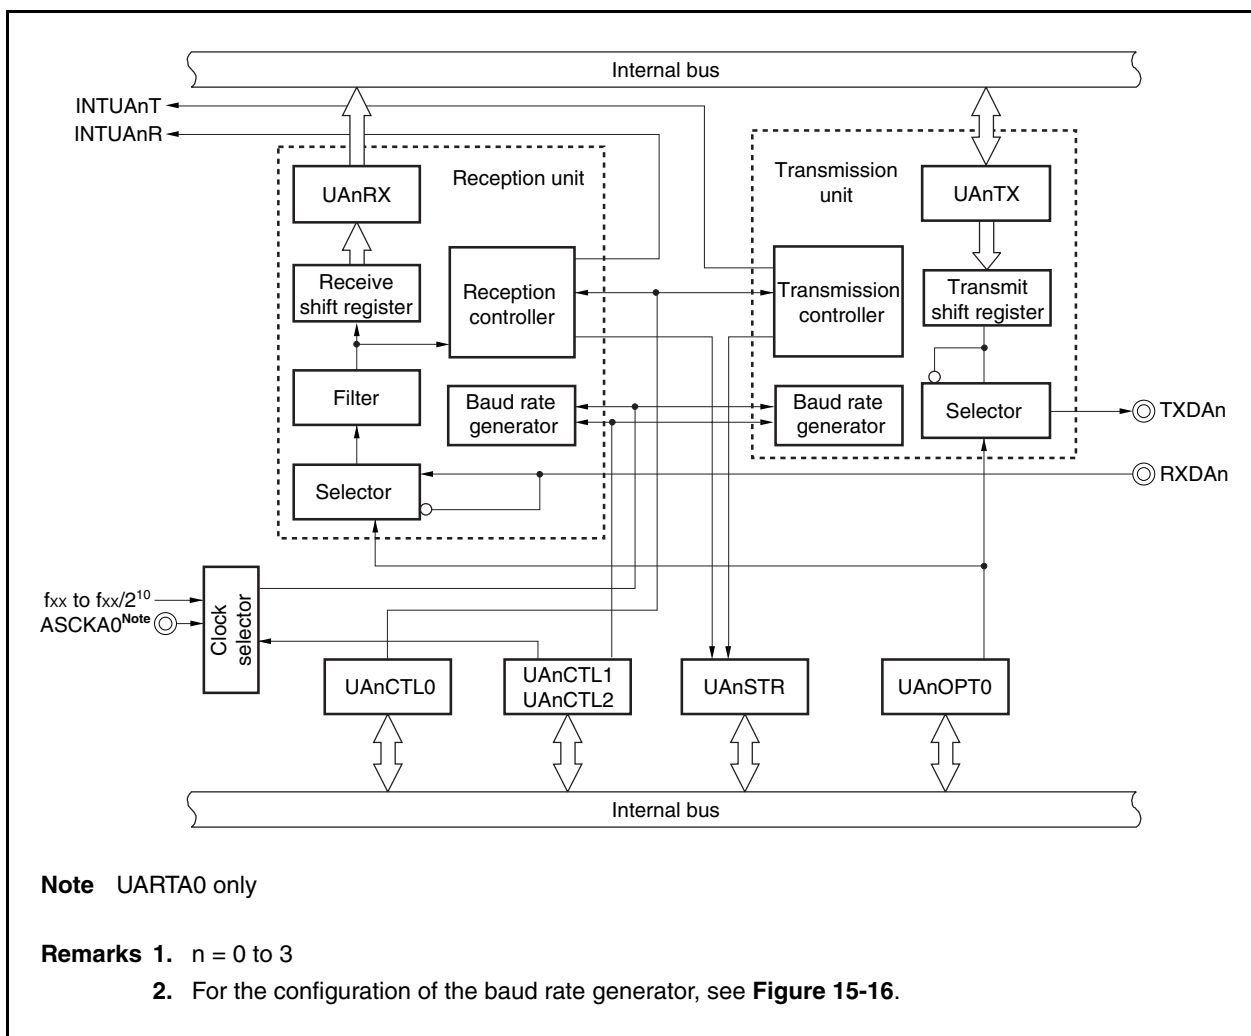 Internal bus
INTUAnT
INTUAnR
Reception unit
Transmission
unit
UAnRX
UAnTX
Receive
shift register
Reception
controller
Transmission
controller
Transmit
shift register
Filter
Baud rate
generator
Baud rate
generator
Selector
TXDAn
Selector
RXDAn
fxx to fxx/2¹⁰
ASCKA0Note
Clock
selector
UAnCTL0
UAnCTL1
UAnCTL2
UAnSTR
UAnOPT0
Internal bus
Note UARTA0 only
Remarks 1. n = 0 to 3
2. For the configuration of the baud rate generator, see Figure 15-16.